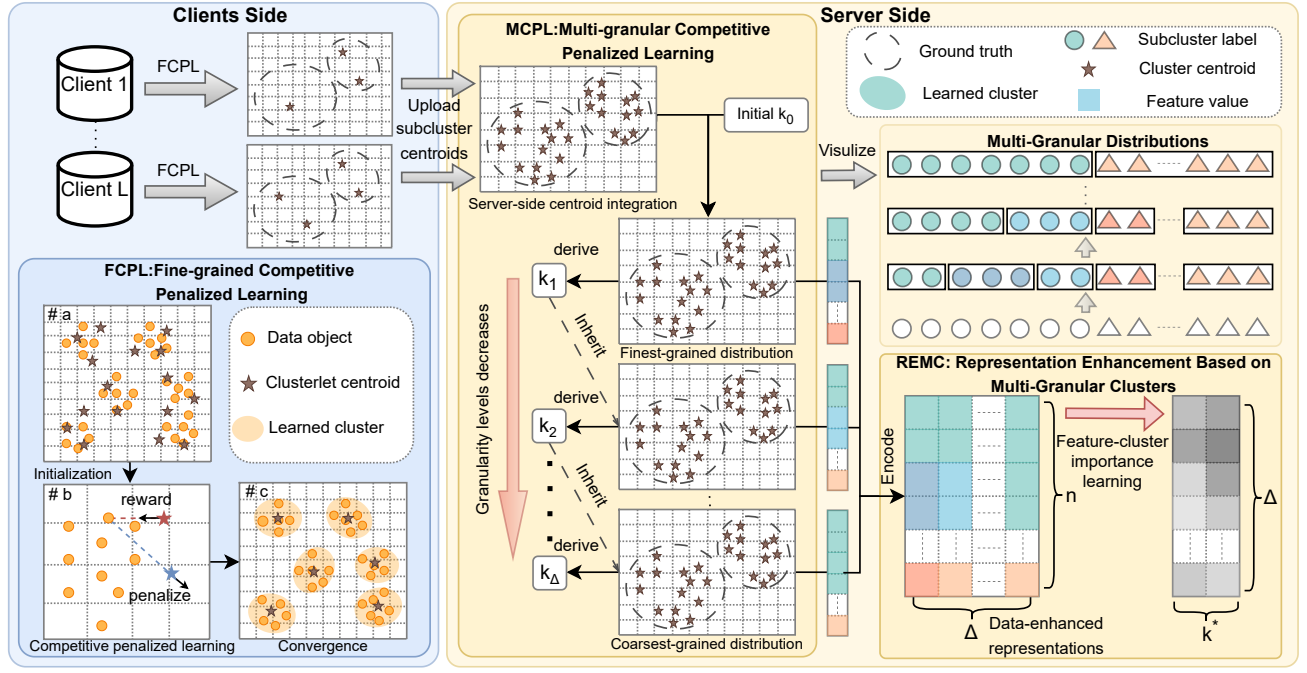 Clients Side
Client 1
FCPL
Client L
FCPL
Upload
subcluster
centroids
FCPL:Fine-grained Competitive
Penalized Learning
# a
Data object
Clusterlet centroid
Learned cluster
Initialization
# b
reward
penalize
Competitive penalized learning
# c
Convergence
Server Side
MCPL:Multi-granular Competitive
Penalized Learning
Initial k0
Server-side centroid integration
derive
k1
Inherit
Finest-grained distribution
derive
k2
Inherit
derive
kΔ
Coarsest-grained distribution
Granularity levels decreases
Ground truth
Learned cluster
Subcluster label
Cluster centroid
Feature value
Visulize
Multi-Granular Distributions
REMC: Representation Enhancement Based on
Multi-Granular Clusters
Encode
n
Feature-cluster
importance
learning
Δ
Δ
Data-enhanced
representations
k*